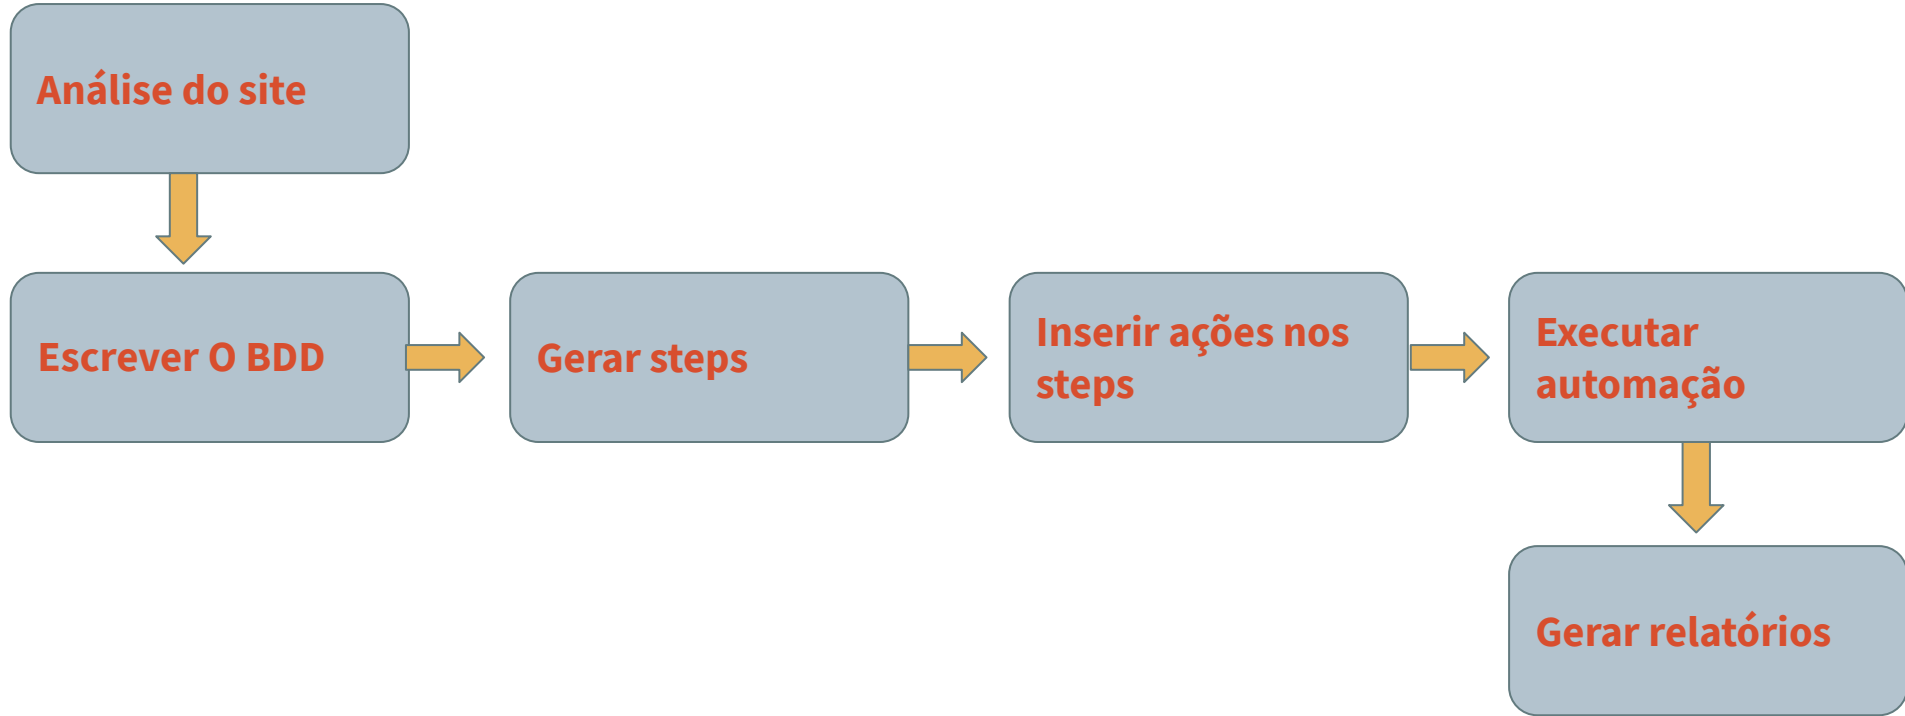 Análise do site
Escrever O BDD
Gerar steps
Inserir ações nos
steps
Executar
automação
Gerar relatórios